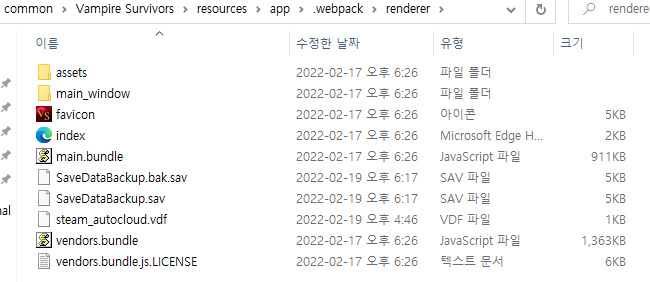 common > Vampire Survivors > resources > app > .webpack > renderer > renderer
이름 수정한 날짜 유형 크기
assets 2022-02-17 오후 6:26 파일 폴더
main_window 2022-02-17 오후 6:26 파일 폴더
favicon 2022-02-17 오후 6:26 아이콘 5KB
index 2022-02-17 오후 6:26 Microsoft Edge H... 2KB
main.bundle 2022-02-17 오후 6:26 JavaScript 파일 911KB
SaveDataBackup.bak.sav 2022-02-19 오후 6:17 SAV 파일 5KB
SaveDataBackup.sav 2022-02-19 오후 6:17 SAV 파일 5KB
steam_autocloud.vdf 2022-02-19 오후 4:46 VDF 파일 1KB
nal
vendors.bundle 2022-02-17 오후 6:26 JavaScript 파일 1,363KB
vendors.bundle.js.LICENSE 2022-02-17 오후 6:26 텍스트 문서 6KB